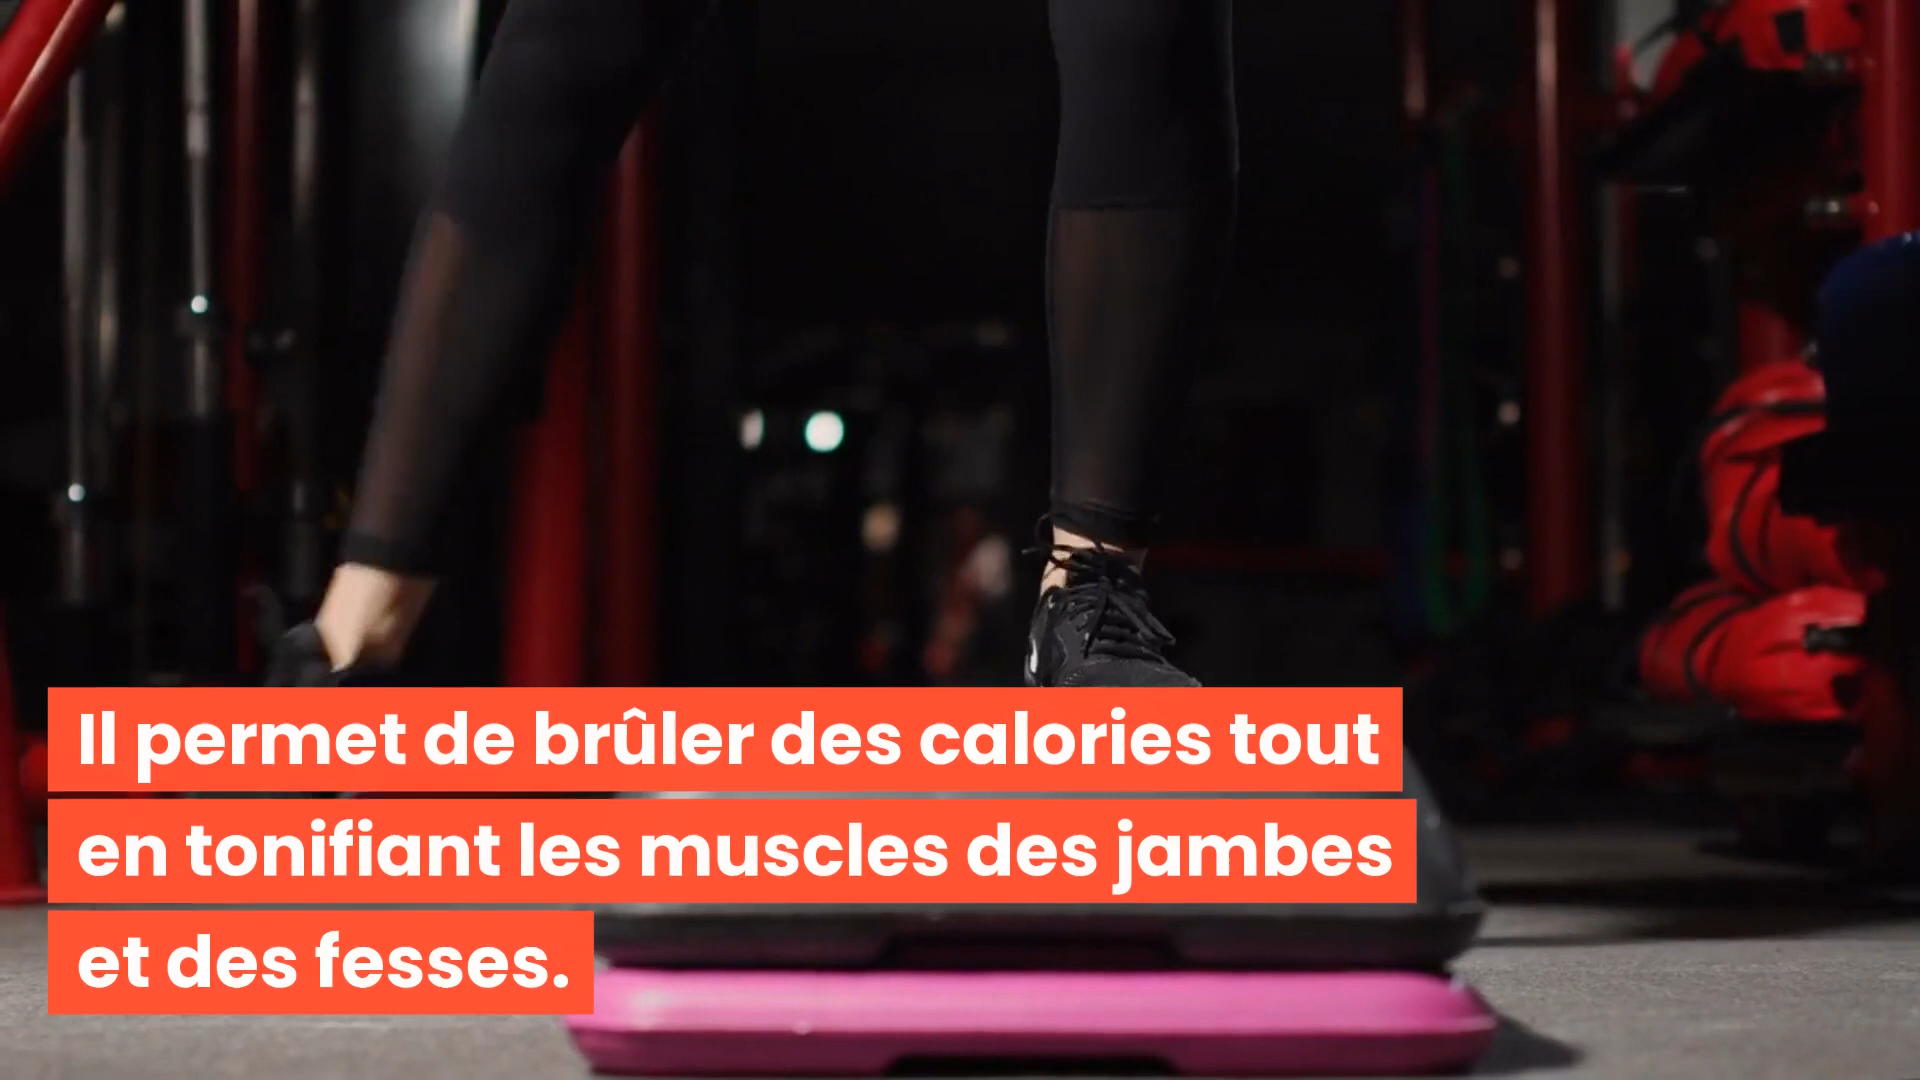 Il permet de brûler des calories tout
en tonifiant les muscles des jambes
et des fesses.